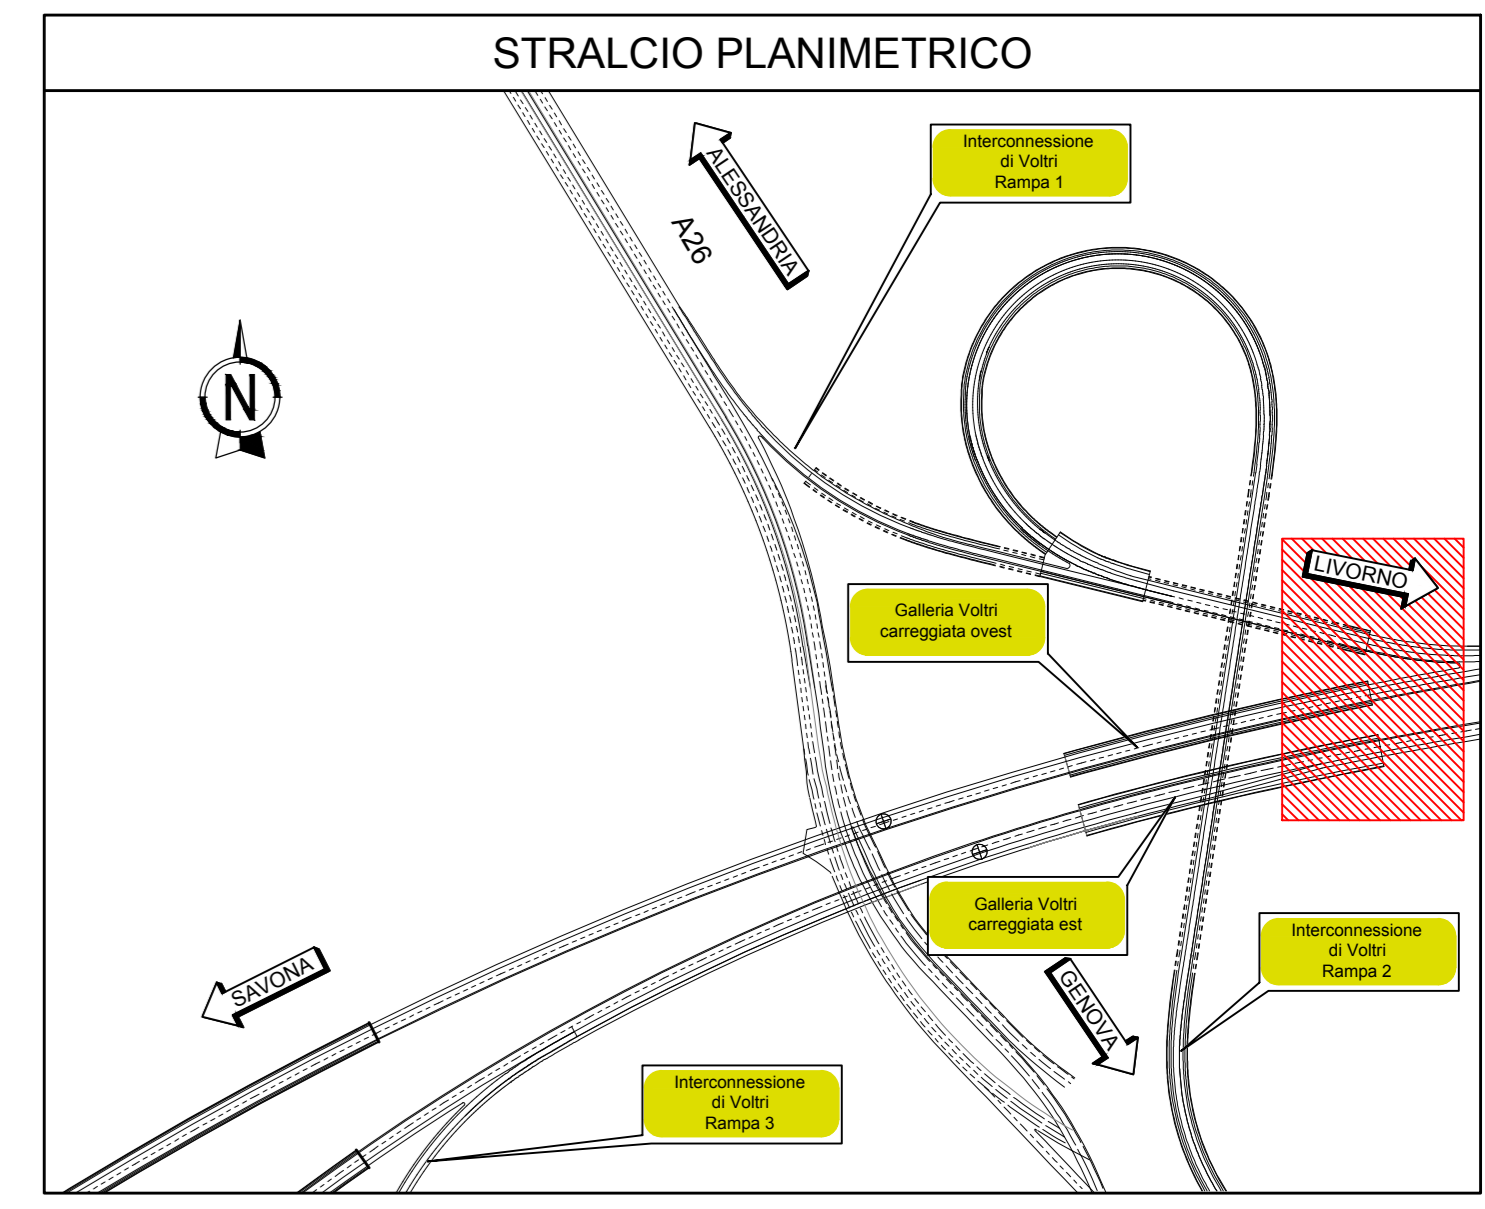 STRALCIO PLANIMETRICO
ALESSANDRIA
A26
Interconnessione
di Voltri
Rampa 1
N
LIVORNO
Galleria Voltri
carreggiata ovest
Galleria Voltri
carreggiata est
Interconnessione
di Voltri
Rampa 2
SAVONA
GENOVA
Interconnessione
di Voltri
Rampa 3